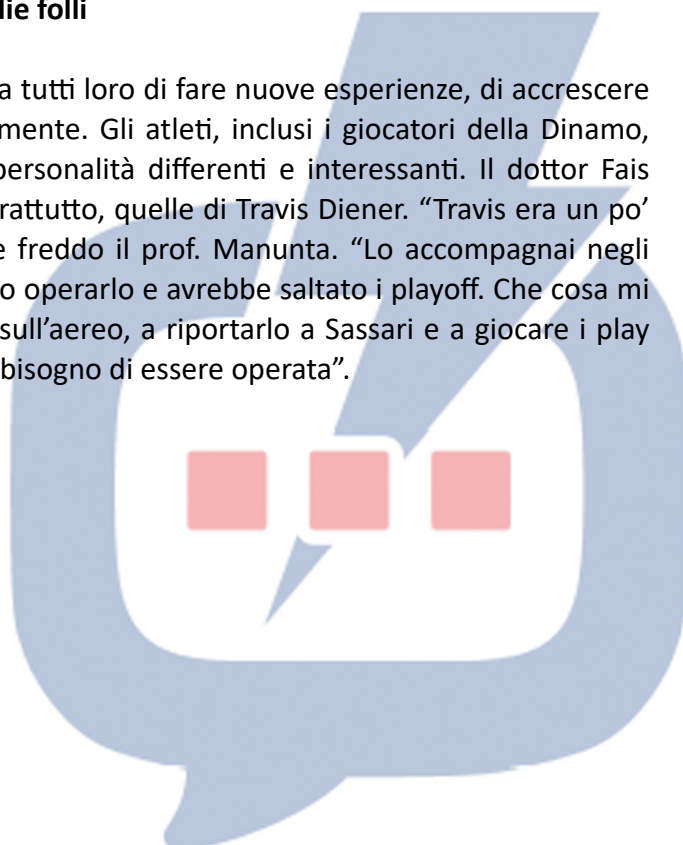 lie folli
a tutti loro di fare nuove esperienze, di accrescere
mente. Gli atleti, inclusi i giocatori della Dinamo,
personalità differenti e interessanti. Il dottor Fais
rattutto, quelle di Travis Diener. “Travis era un po’
e freddo il prof. Manunta. “Lo accompagnai negli
o operarlo e avrebbe saltato i playoff. Che cosa mi
sull’aereo, a riportarlo a Sassari e a giocare i play
bisogno di essere operata”.